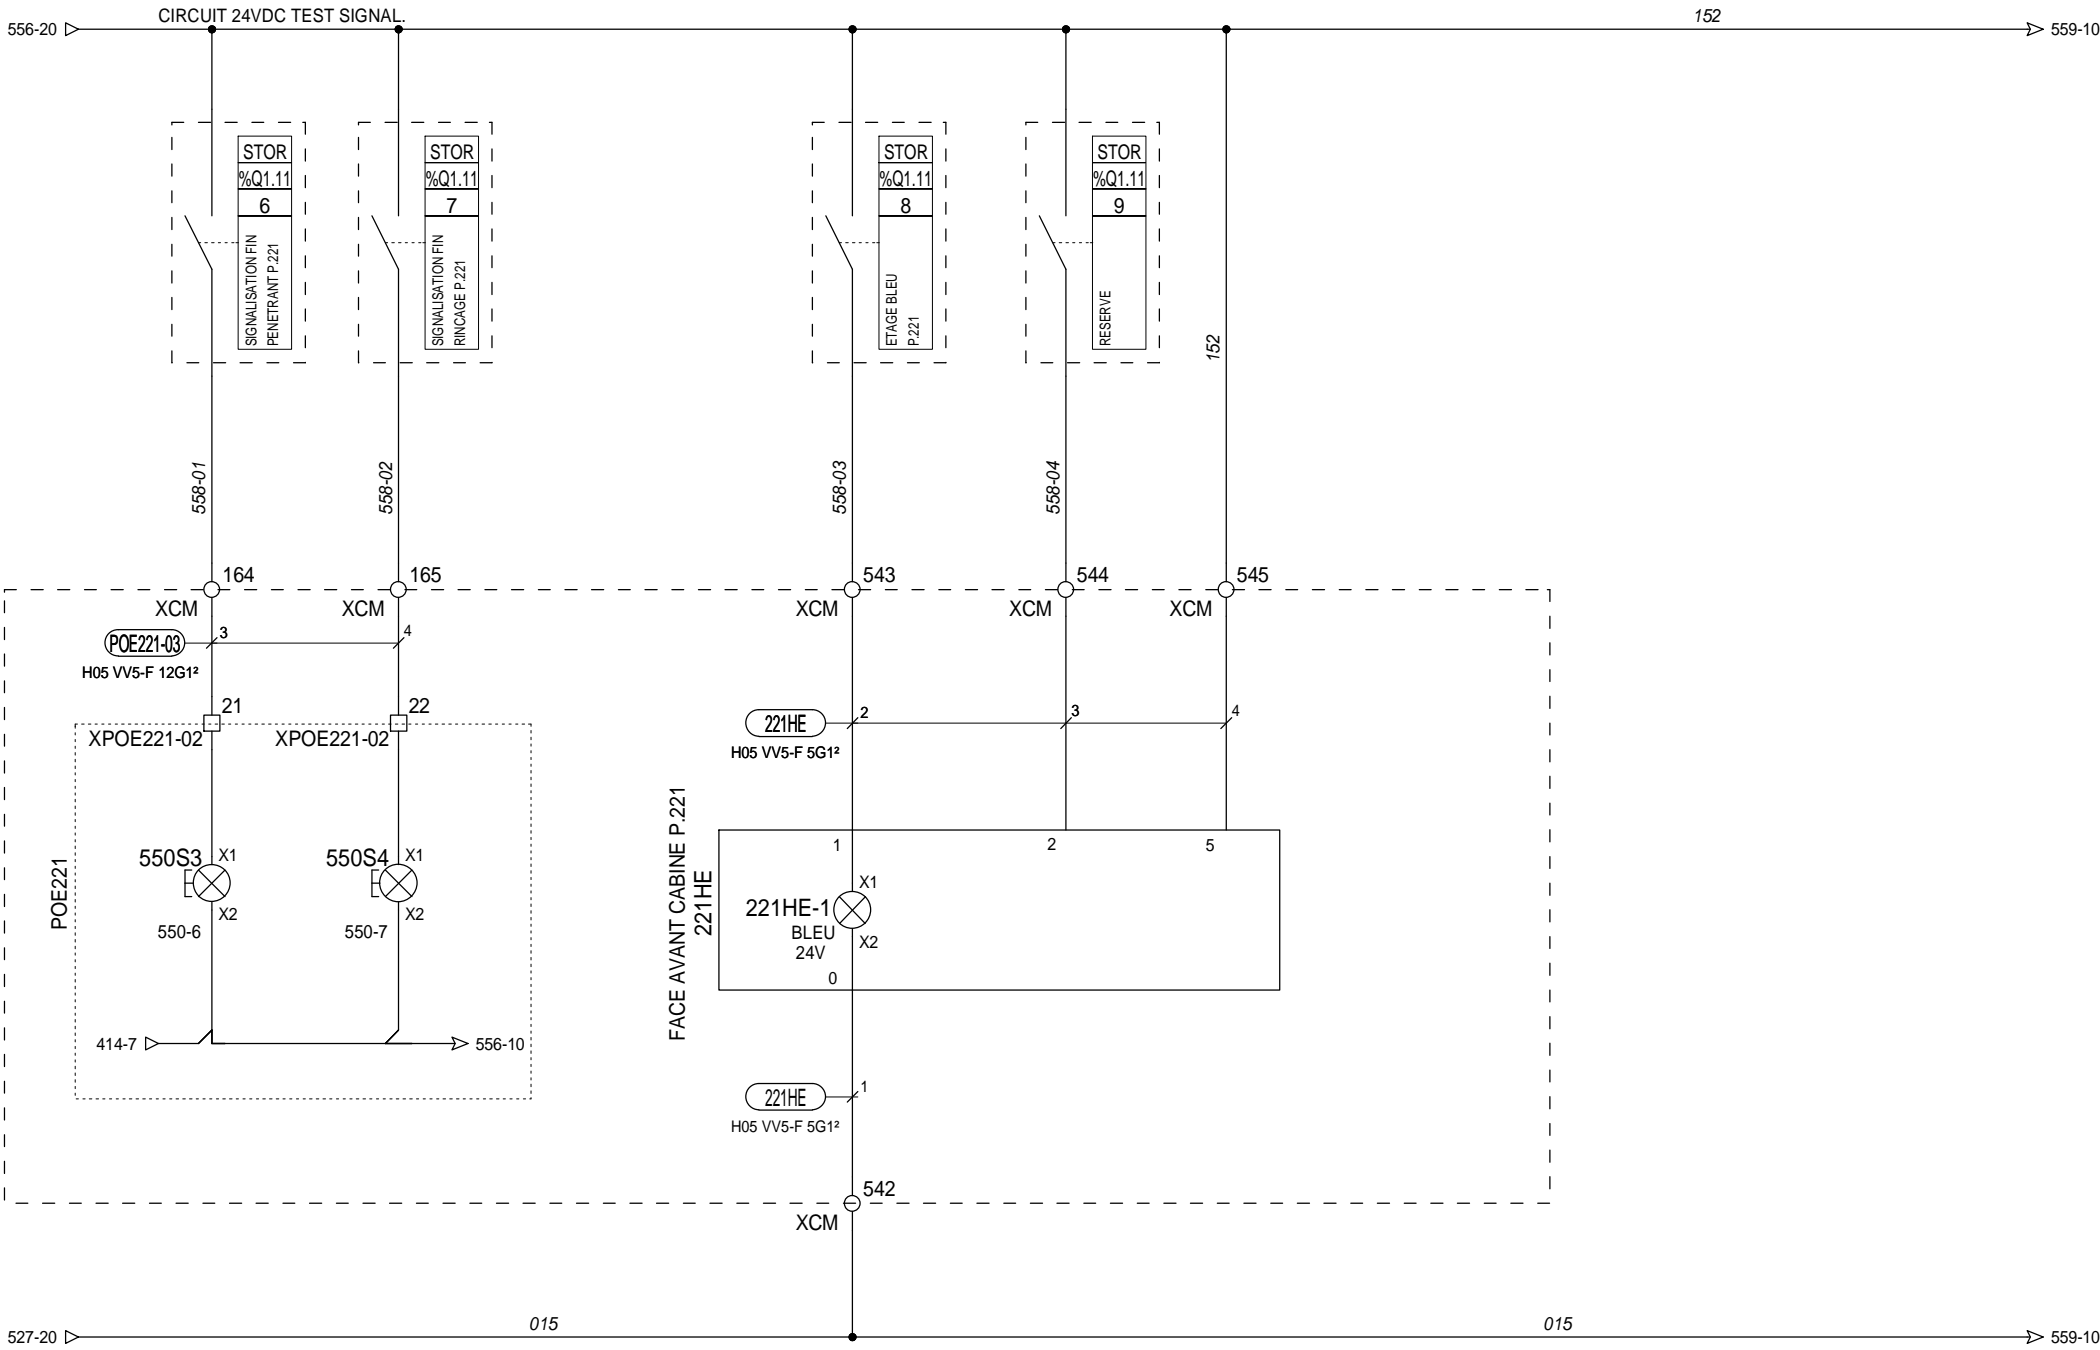 CIRCUIT 24VDC TEST SIGNAL.
152
556-20
559-10
STOR
%Q1.11
6
SIGNALISATION FIN
PENETRANT P.221
STOR
%Q1.11
7
SIGNALISATION FIN
RINCAGE P.221
STOR
%Q1.11
8
ETAGE BLEU
P.221
STOR
%Q1.11
9
RESERVE
152
558-01
558-02
558-03
558-04
164
XCM
165
XCM
543
XCM
544
XCM
545
XCM
POE221-03
3
4
H05 VV5-F 12G1²
21
XPOE221-02
22
XPOE221-02
221HE
2
3
4
H05 VV5-F 5G1²
POE221
550S3
X1
X2
550-6
550S4
X1
X2
550-7
414-7
556-10
FACE AVANT CABINE P.221
221HE
1
2
5
221HE-1
X1
BLEU
24V
X2
0
221HE
1
H05 VV5-F 5G1²
542
XCM
527-20
015
015
559-10